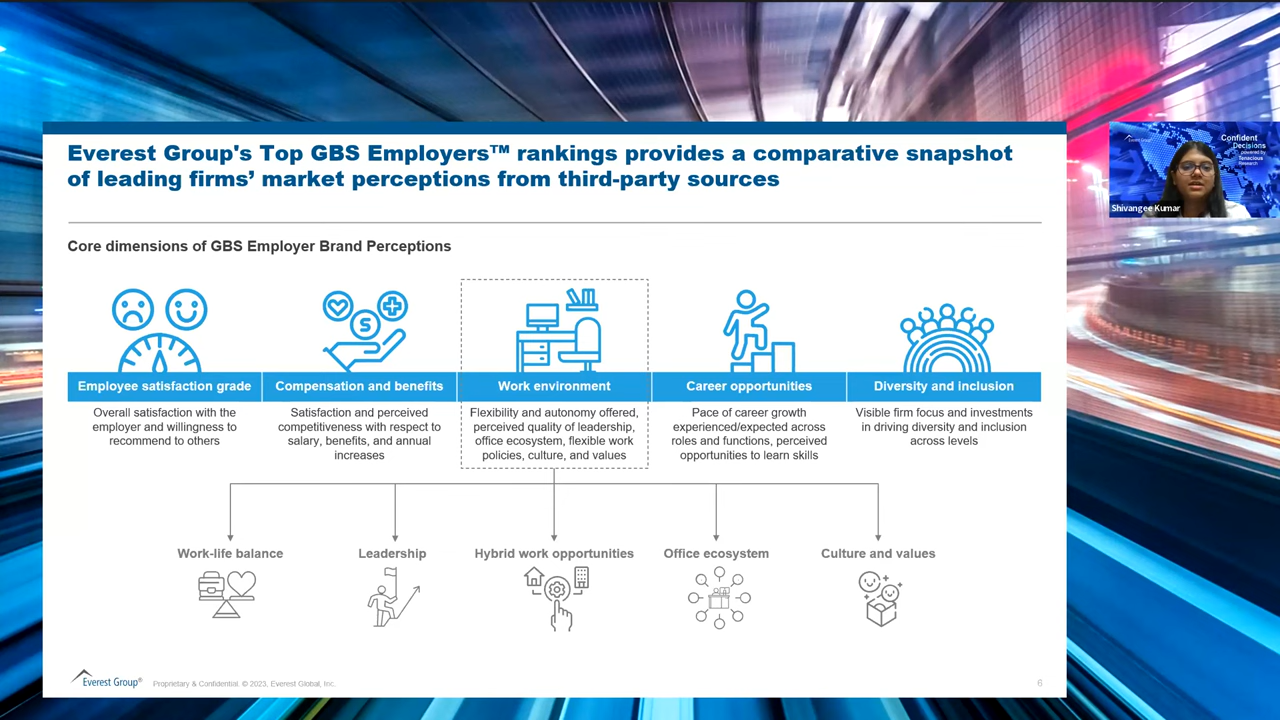 Everest Group's Top GBS Employers™ rankings provides a comparative snapshot
of leading firms’ market perceptions from third-party sources
Core dimensions of GBS Employer Brand Perceptions
Employee satisfaction grade
Compensation and benefits
Work environment
Career opportunities
Diversity and inclusion
Overall satisfaction with the
employer and willingness to
recommend to others
Satisfaction and perceived
competitiveness with respect to
salary, benefits, and annual
increases
Flexibility and autonomy offered,
perceived quality of leadership,
office ecosystem, flexible work
policies, culture, and values
Pace of career growth
experienced/expected across
roles and functions, perceived
opportunities to learn skills
Visible firm focus and investments
in driving diversity and inclusion
across levels
Work-life balance
Leadership
Hybrid work opportunities
Office ecosystem
Culture and values
Everest Group®
Proprietary & Confidential. © 2023, Everest Global, Inc.
6
Everest Group
Confident
Decisions
powered by
Tenacious
Research
Shivangee Kumar